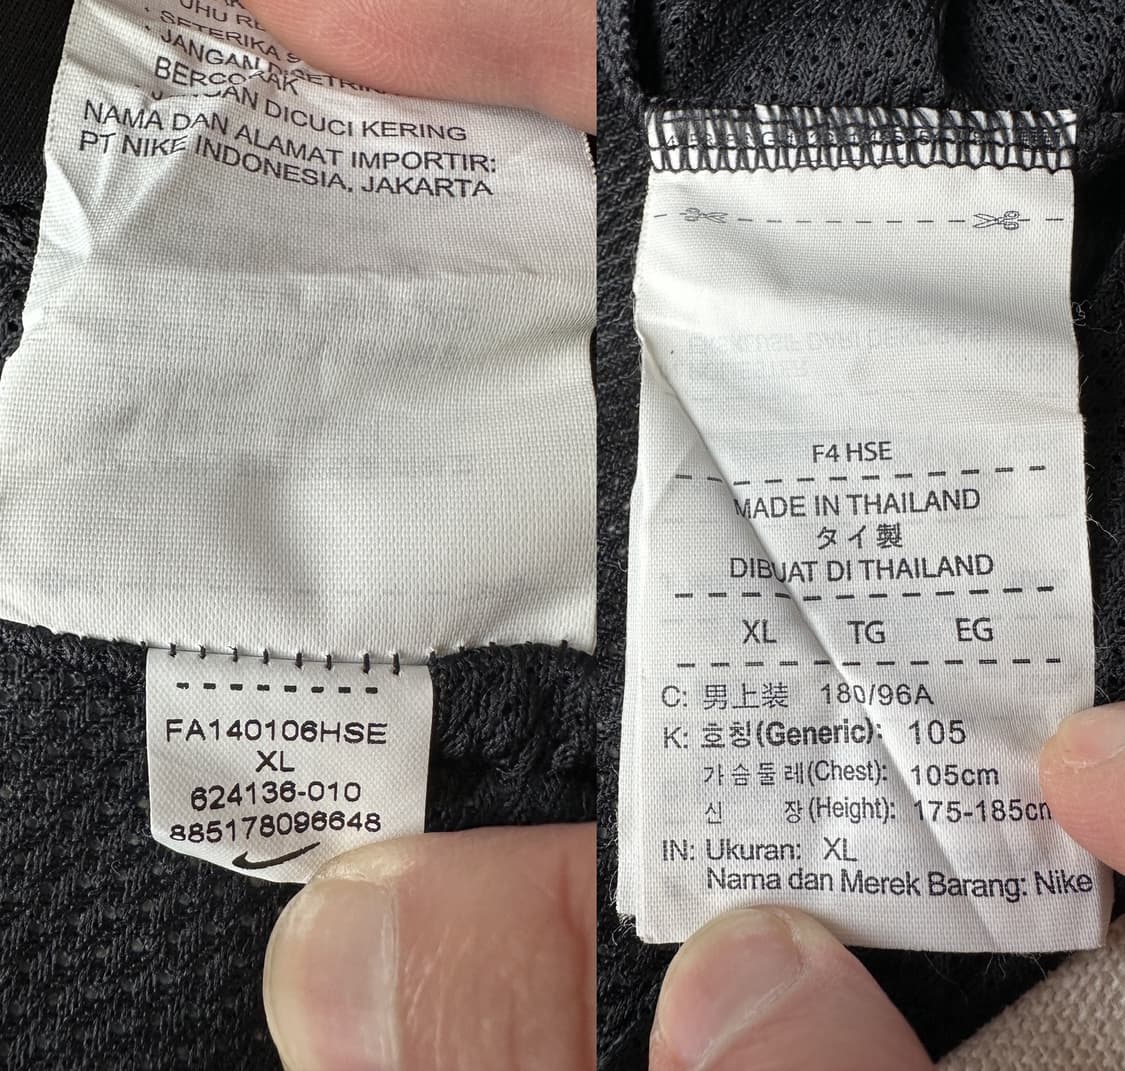 SETERIKA
BERCORAK
JANGAN DICUCI KERING
NAMA DAN ALAMAT IMPORTIR:
PT NIKE INDONESIA, JAKARTA
FA140106HSE
XL
624136-010
885178096648
F4 HSE
MADE IN THAILAND
タイ製
DIBUAT DI THAILAND
XL TG EG
C: 男上装 180/96A
K: 호칭(Generic): 105
가슴둘레(Chest): 105cm
신 장(Height): 175-185cm
IN: Ukuran: XL
Nama dan Merek Barang: Nike